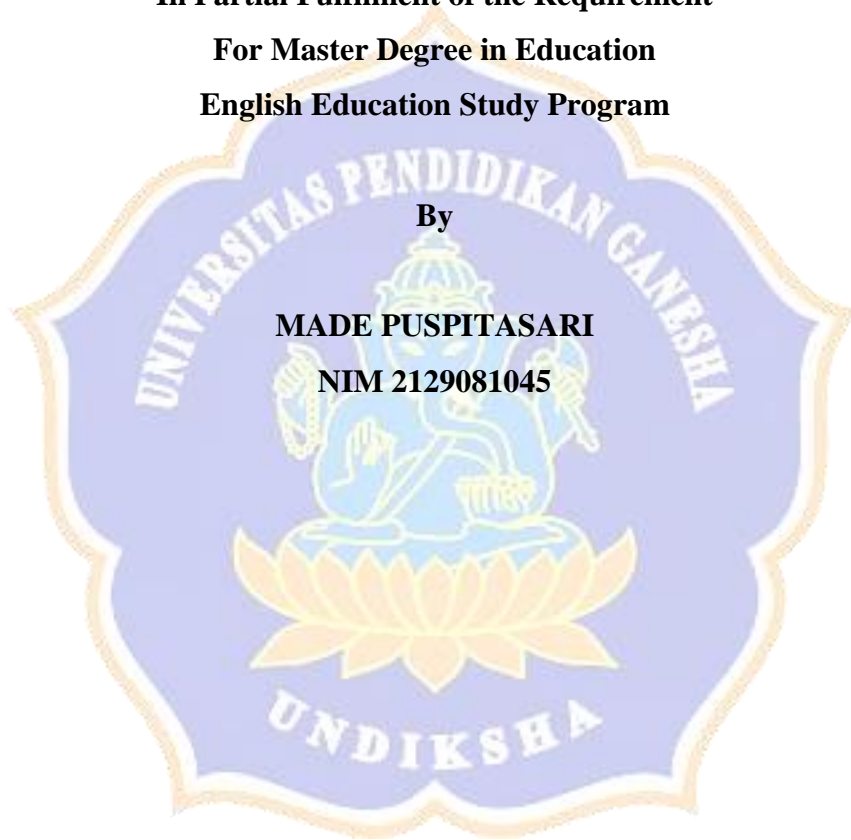 In Partial Fulfillment of the Requirement
For Master Degree in Education
English Education Study Program
UNIVERSITAS PENDIDIKAN GANESHA
By
MADE PUSPITASARI
NIM 2129081045
UNDIKSHA